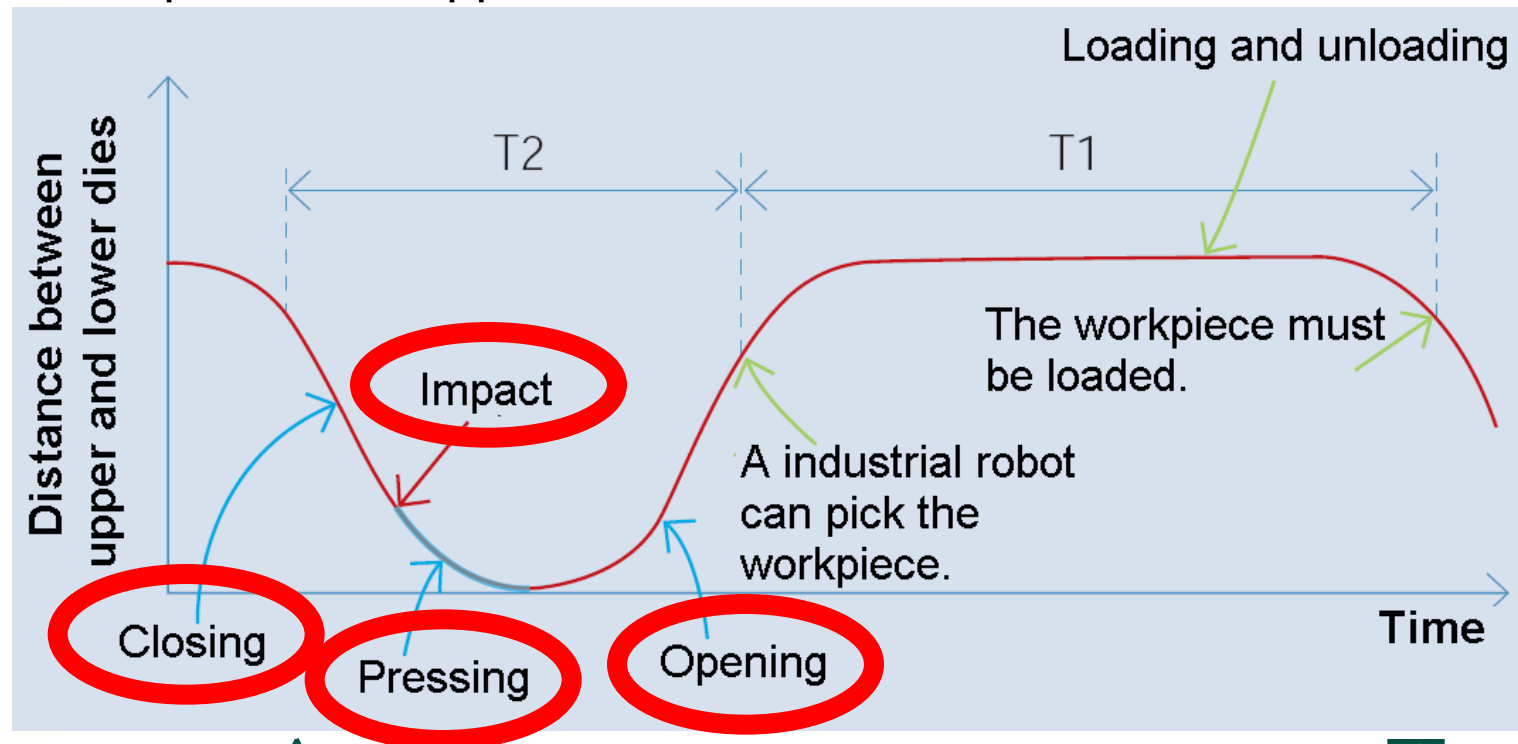 Loading and unloading
T2
T1
Distance between
upper and lower dies
Impact
The workpiece must
be loaded.
A industrial robot
can pick the
workpiece.
Closing
Pressing
Opening
Time